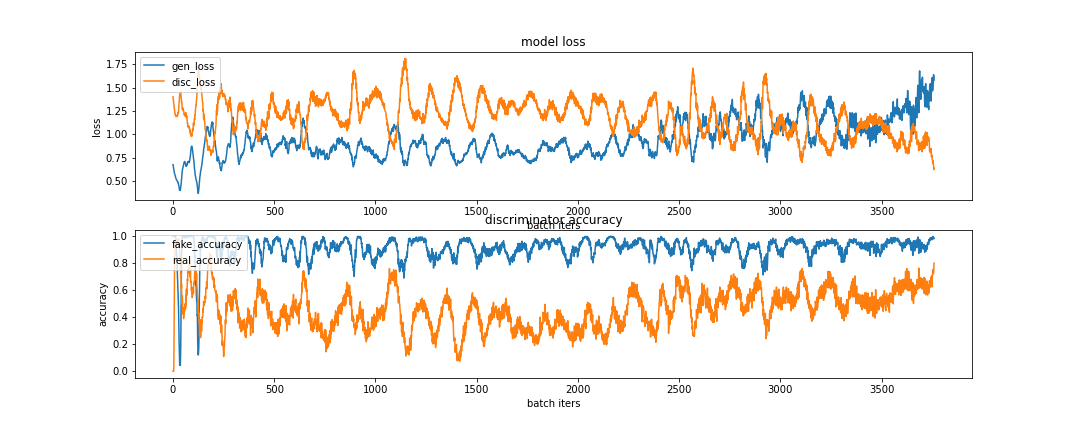 model loss
gen_loss
disc_loss
loss
1.75
1.50
1.25
1.00
0.75
0.50
0 500 1000 1500 2000 2500 3000 3500
batch iters
discriminator accuracy
fake_accuracy
real_accuracy
accuracy
1.0
0.8
0.6
0.4
0.2
0.0
0 500 1000 1500 2000 2500 3000 3500
batch iters